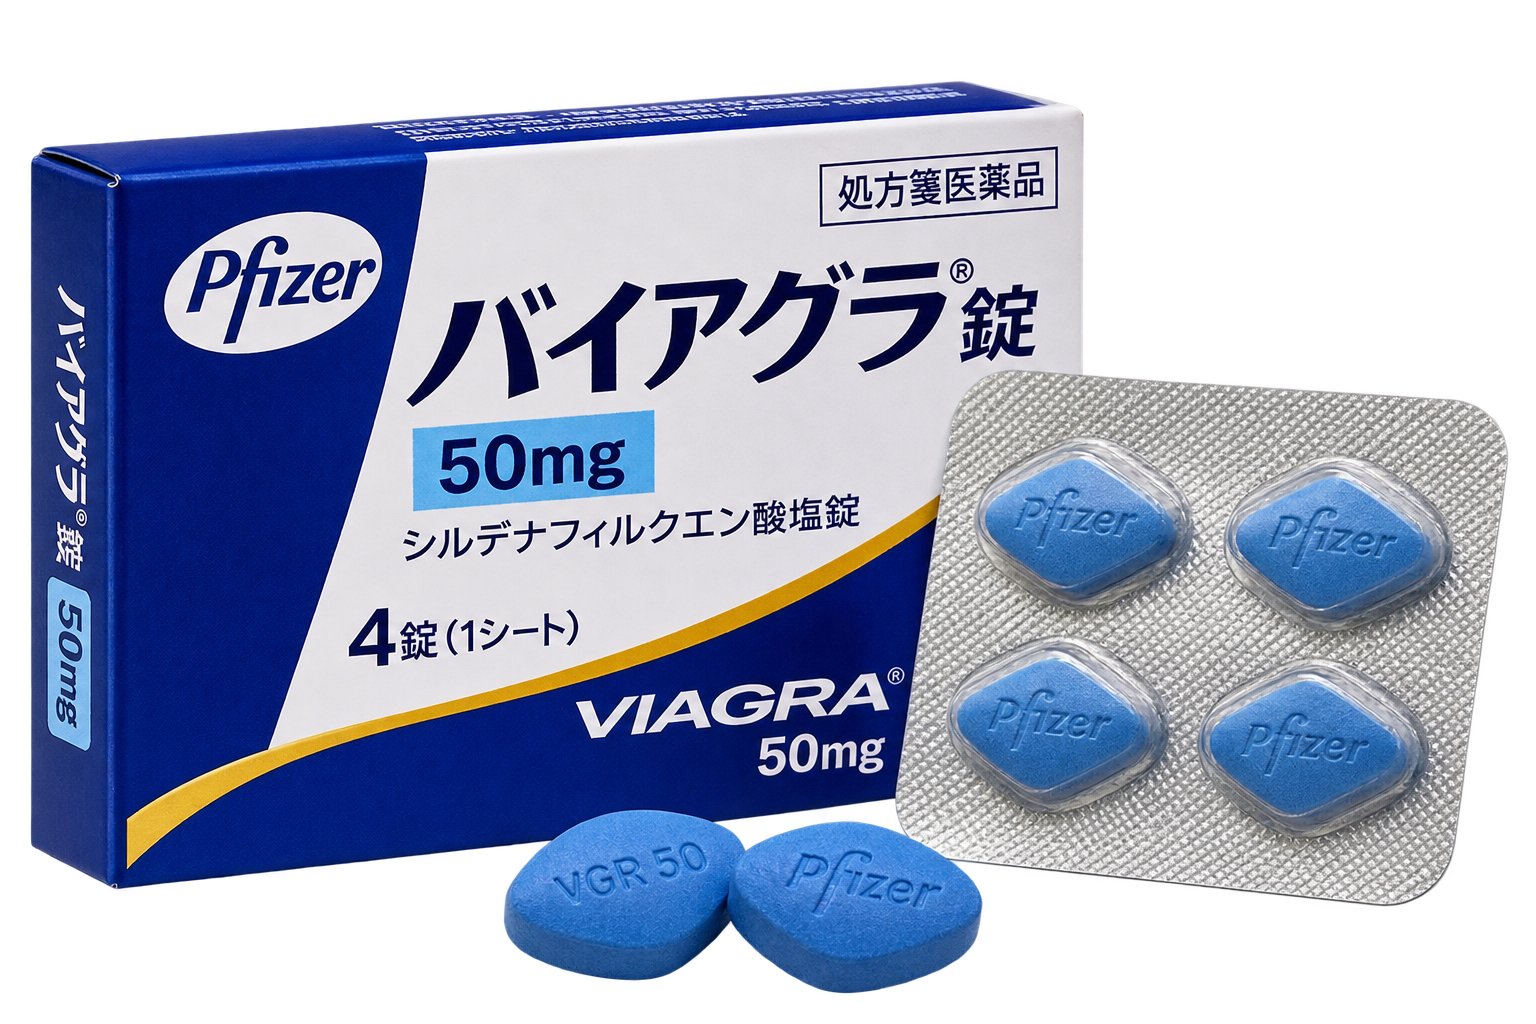 処方箋医薬品
Pfizer
バイアグラ®錠
50mg
シルデナフィルクエン酸塩錠
4錠(1シート)
VIAGRA®
50mg
バイアグラ®錠 50mg
Pfizer
Pfizer
Pfizer
Pfizer
VGR 50
Pfizer